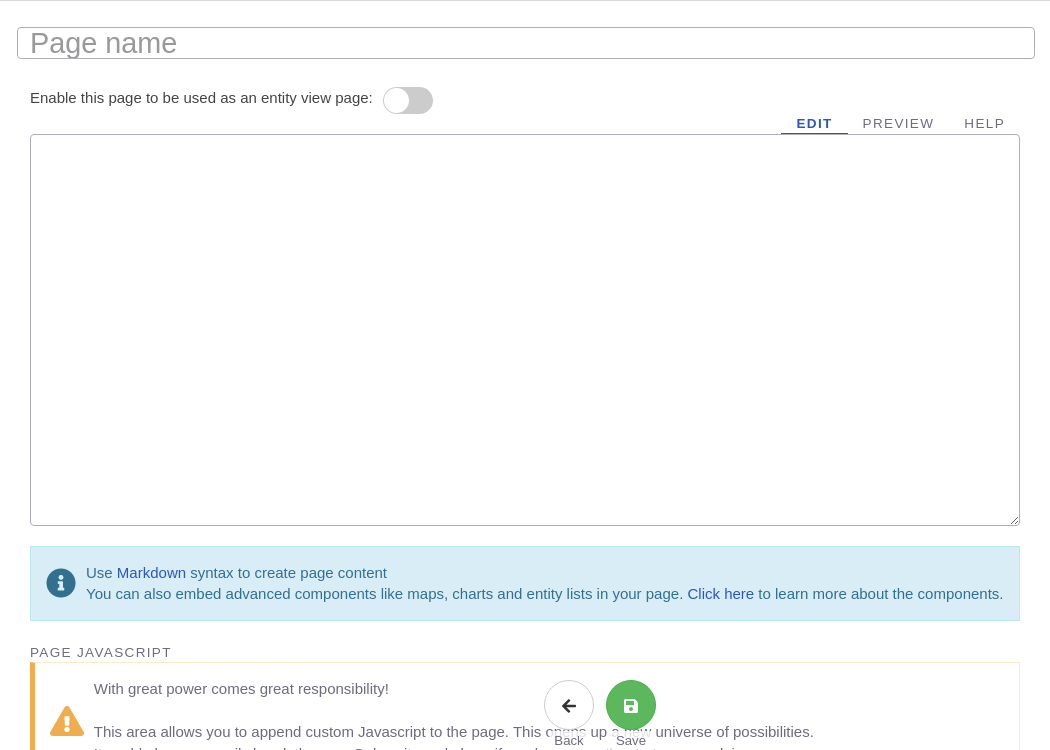 Page name
Enable this page to be used as an entity view page:
EDIT PREVIEW HELP
Use Markdown syntax to create page content
You can also embed advanced components like maps, charts and entity lists in your page. Click here to learn more about the components.
PAGE JAVASCRIPT
With great power comes great responsibility!
This area allows you to append custom Javascript to the page. This opens up a new universe of possibilities.
Back Save